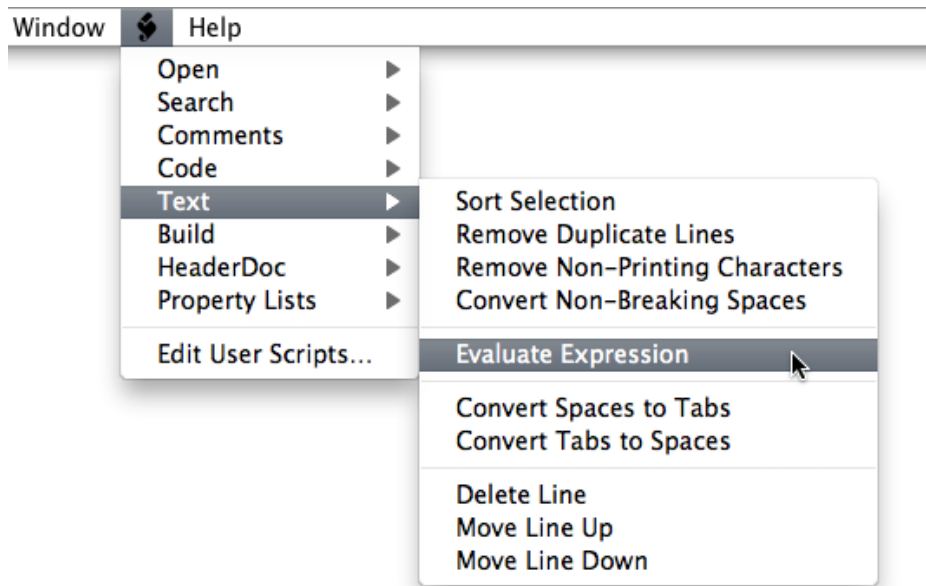 Window Help
Open
Search
Comments
Code
Text
Build
HeaderDoc
Property Lists
Edit User Scripts...
Sort Selection
Remove Duplicate Lines
Remove Non-Printing Characters
Convert Non-Breaking Spaces
Evaluate Expression
Convert Spaces to Tabs
Convert Tabs to Spaces
Delete Line
Move Line Up
Move Line Down